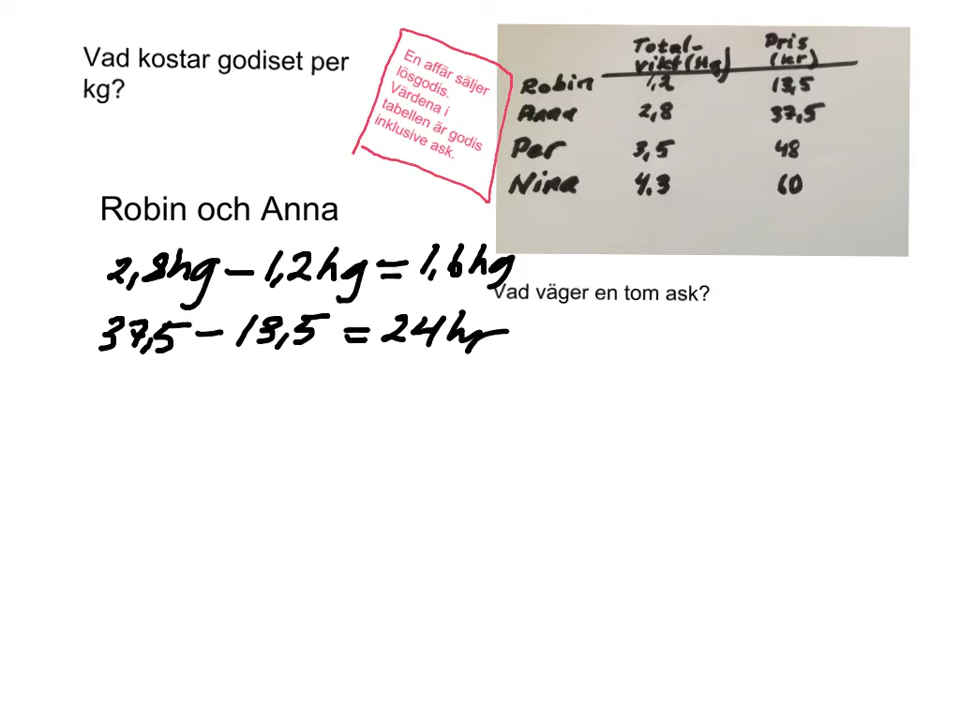 Vad kostar godiset per
kg?
En affär säljer
lösgodis.
Värdena i
tabellen är godis
inklusive ask.
Total-
vikt (Hg)
Pris
(kr)
Robin 1,2 13,5
Anna 2,8 37,5
Per 3,5 48
Nina 4,3 60
Robin och Anna
2,8hg – 1,2hg = 1,6hg
Vad väger en tom ask?
37,5 – 13,5 = 24kr